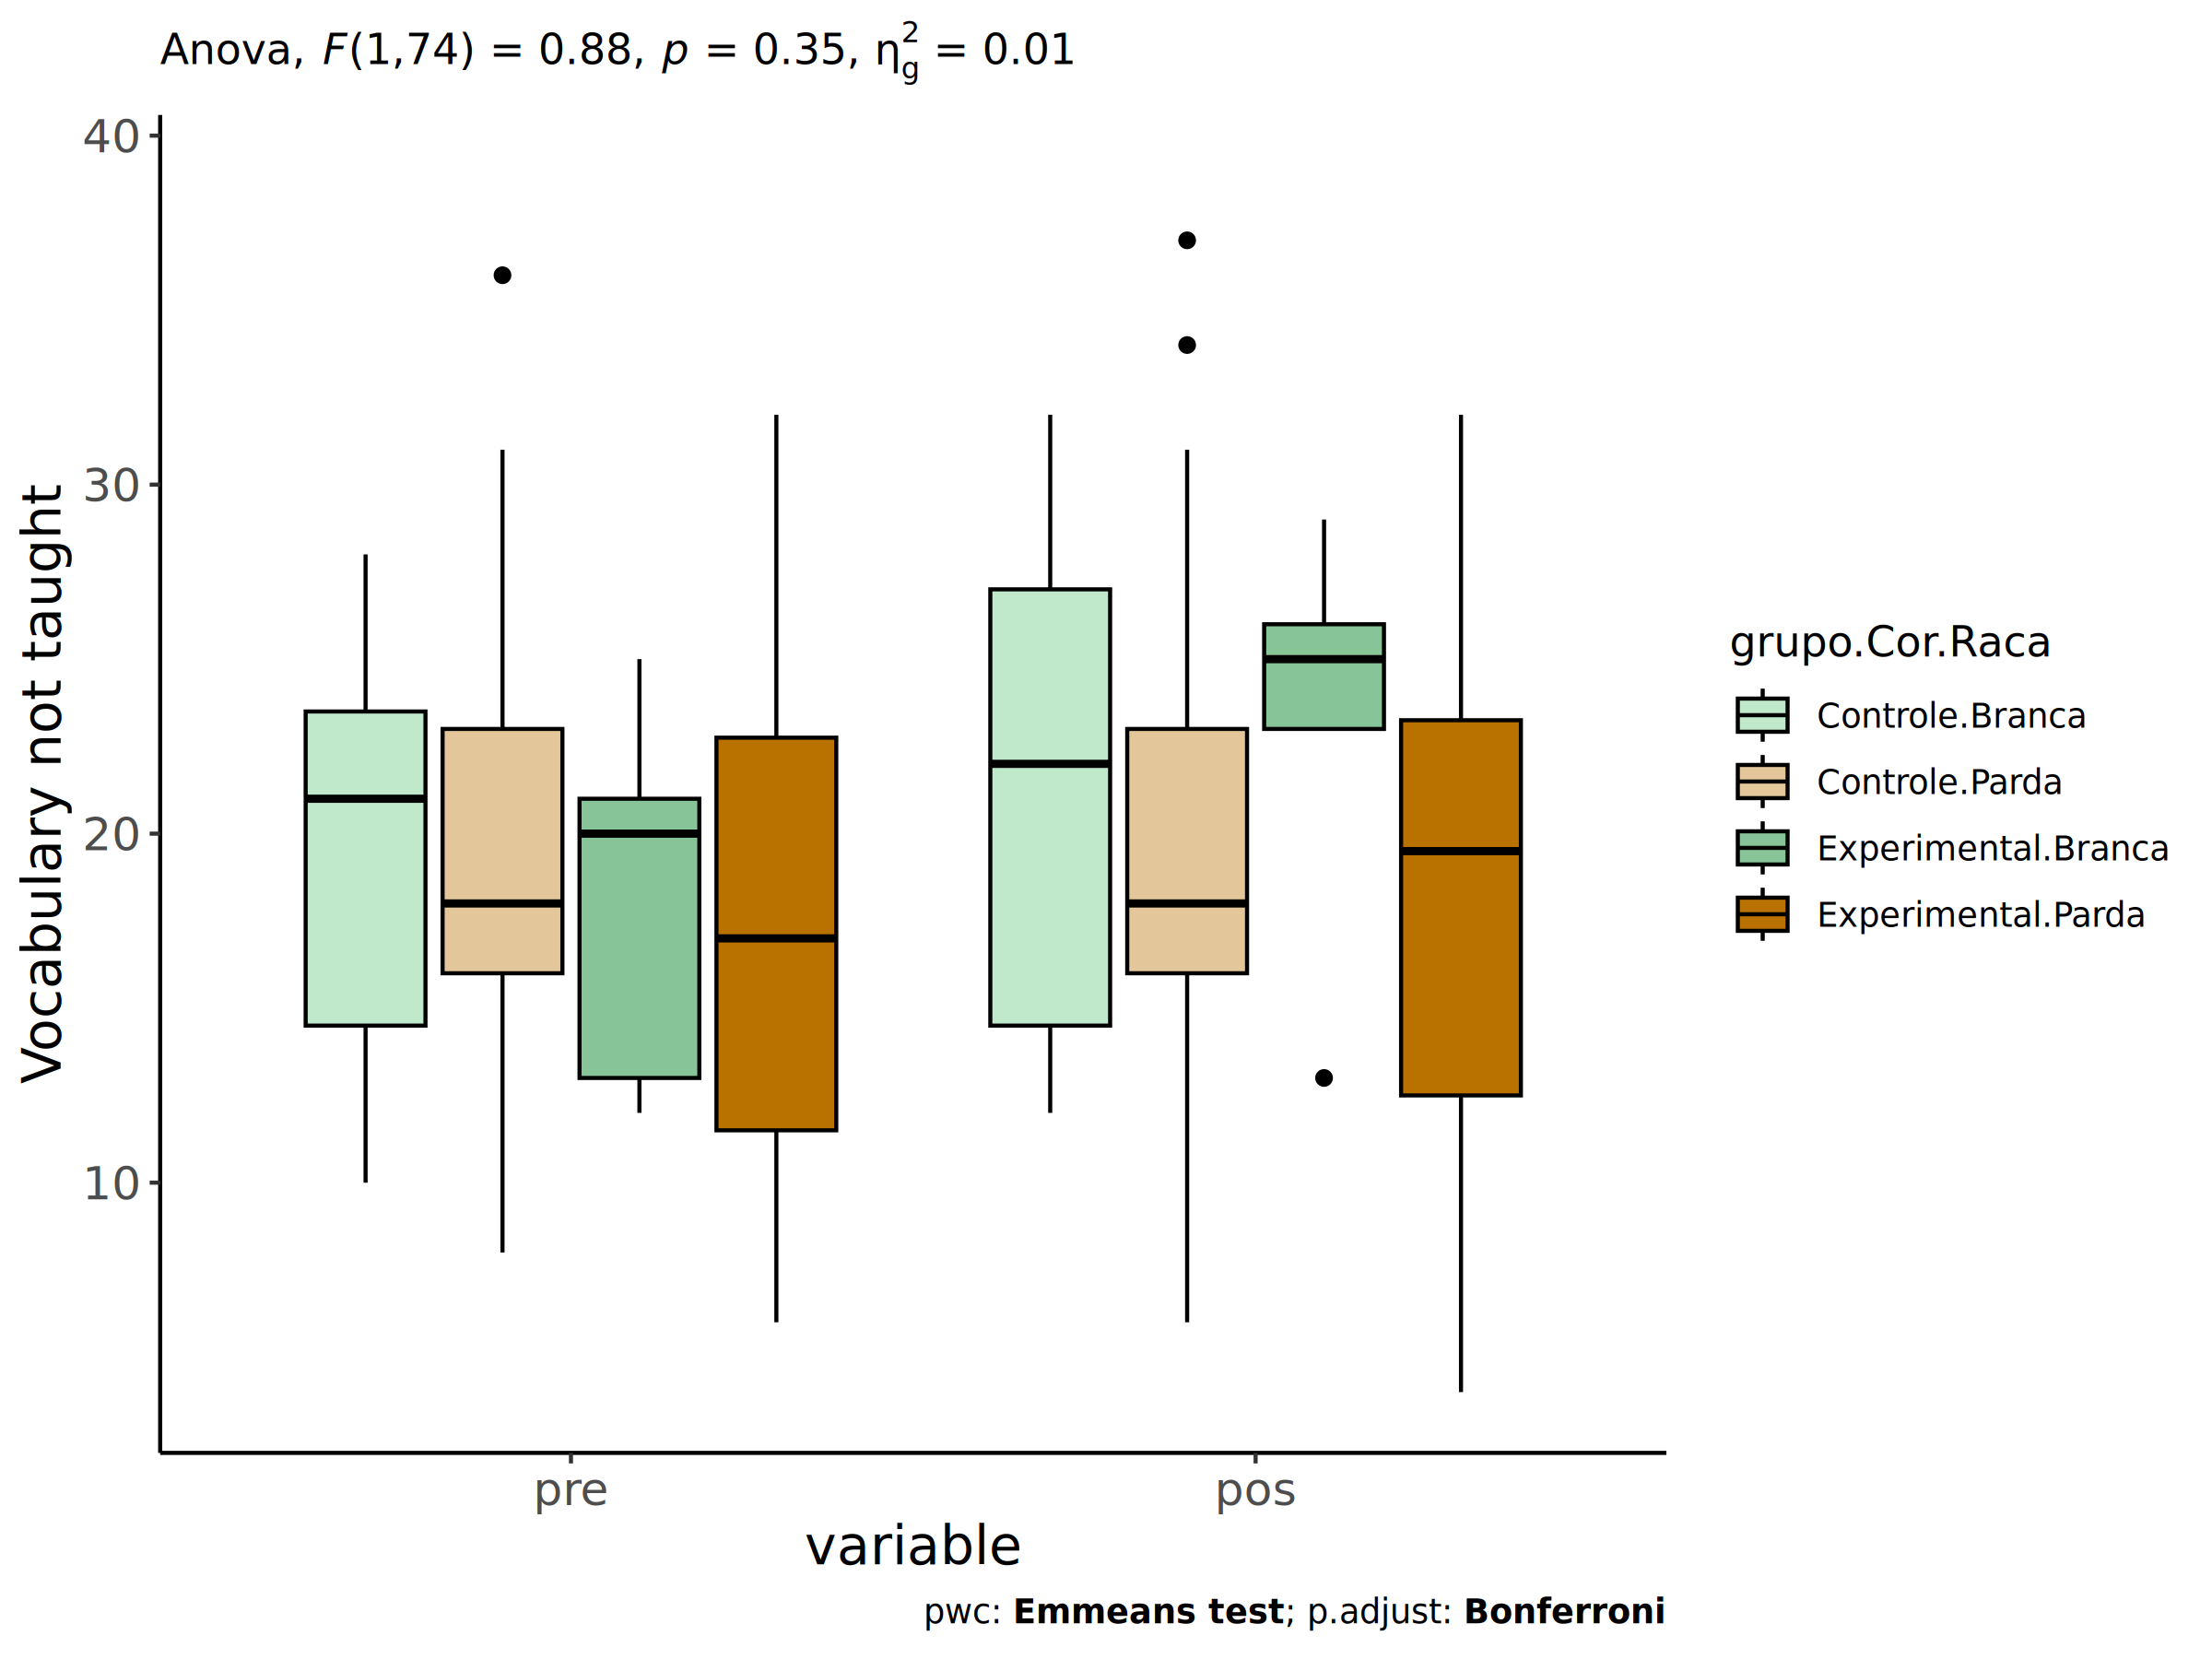 Anova, F(1,74) = 0.88, p = 0.35, η²g = 0.01
40
30
20
10
Vocabulary not taught
pre
pos
variable
pwc: Emmeans test; p.adjust: Bonferroni
grupo.Cor.Raca
Controle.Branca
Controle.Parda
Experimental.Branca
Experimental.Parda